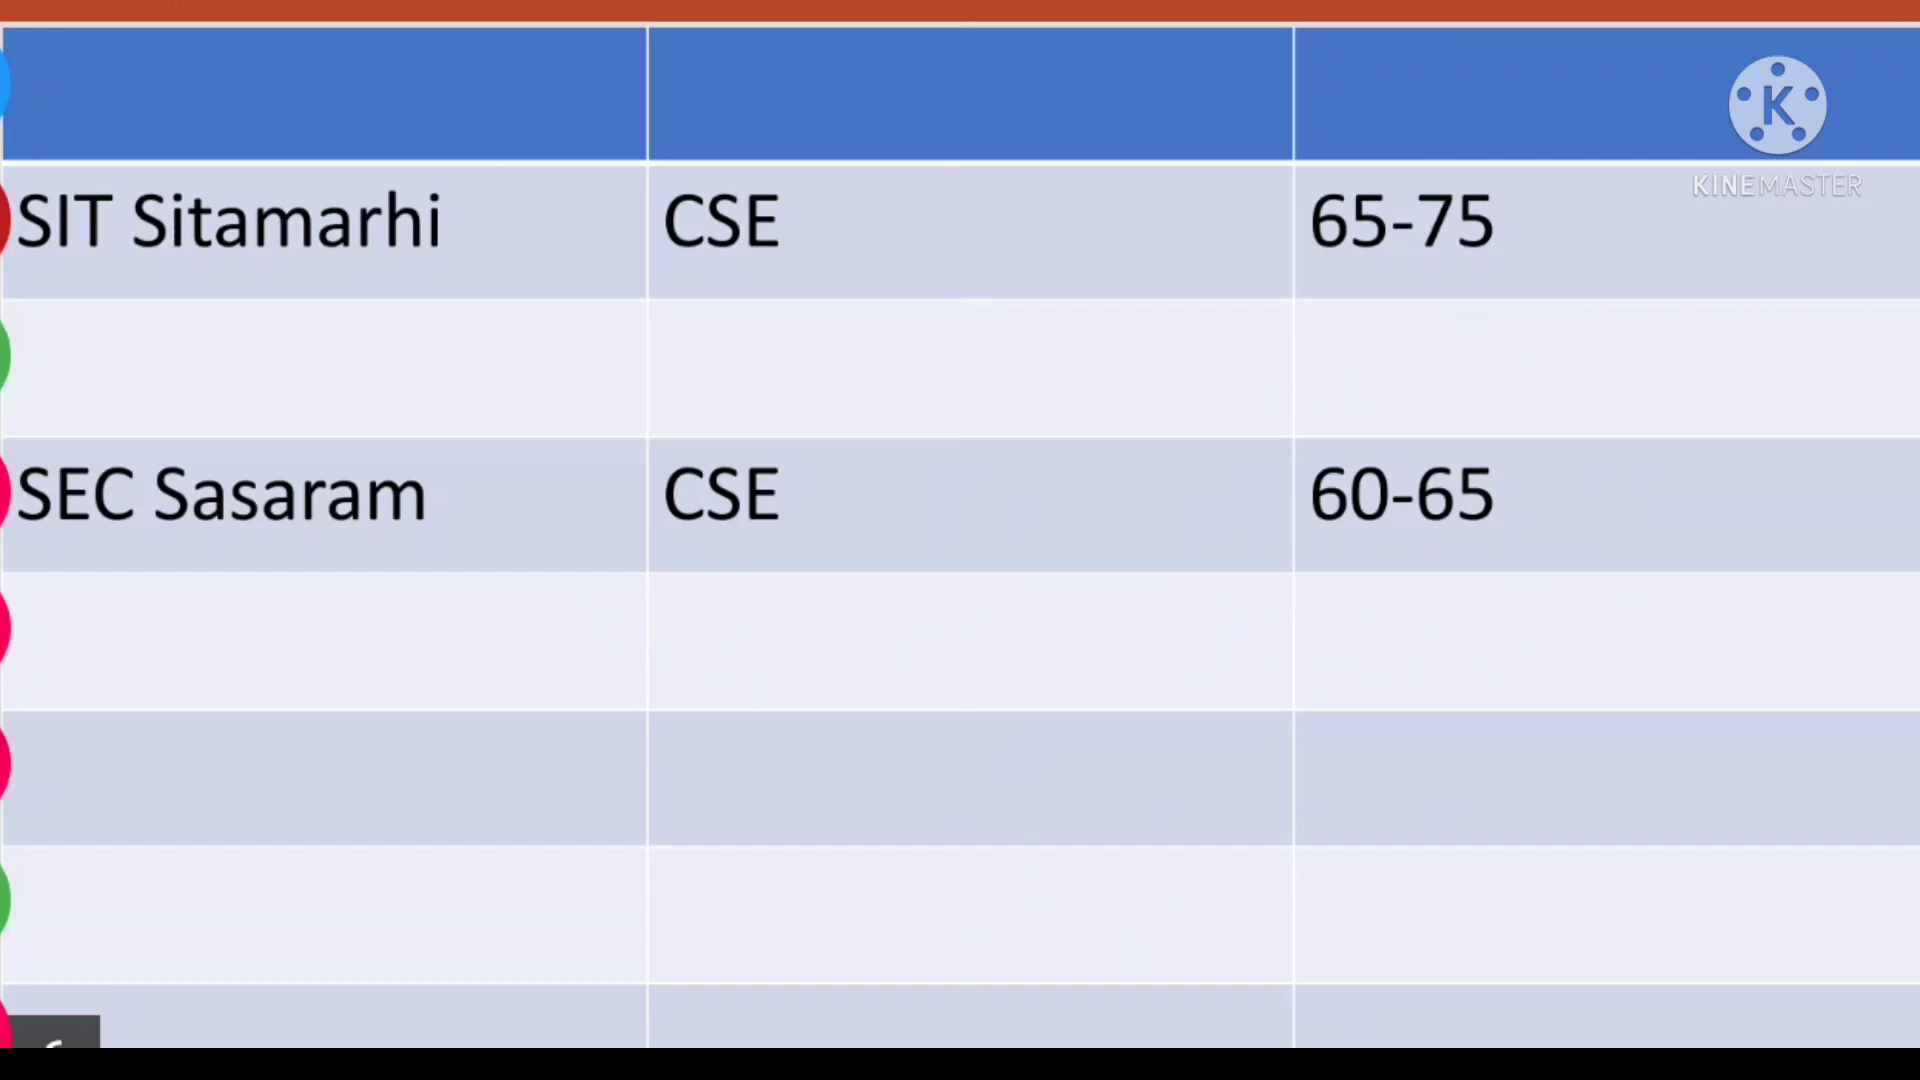 K
KINEMASTER
SIT Sitamarhi CSE 65-75
SEC Sasaram CSE 60-65